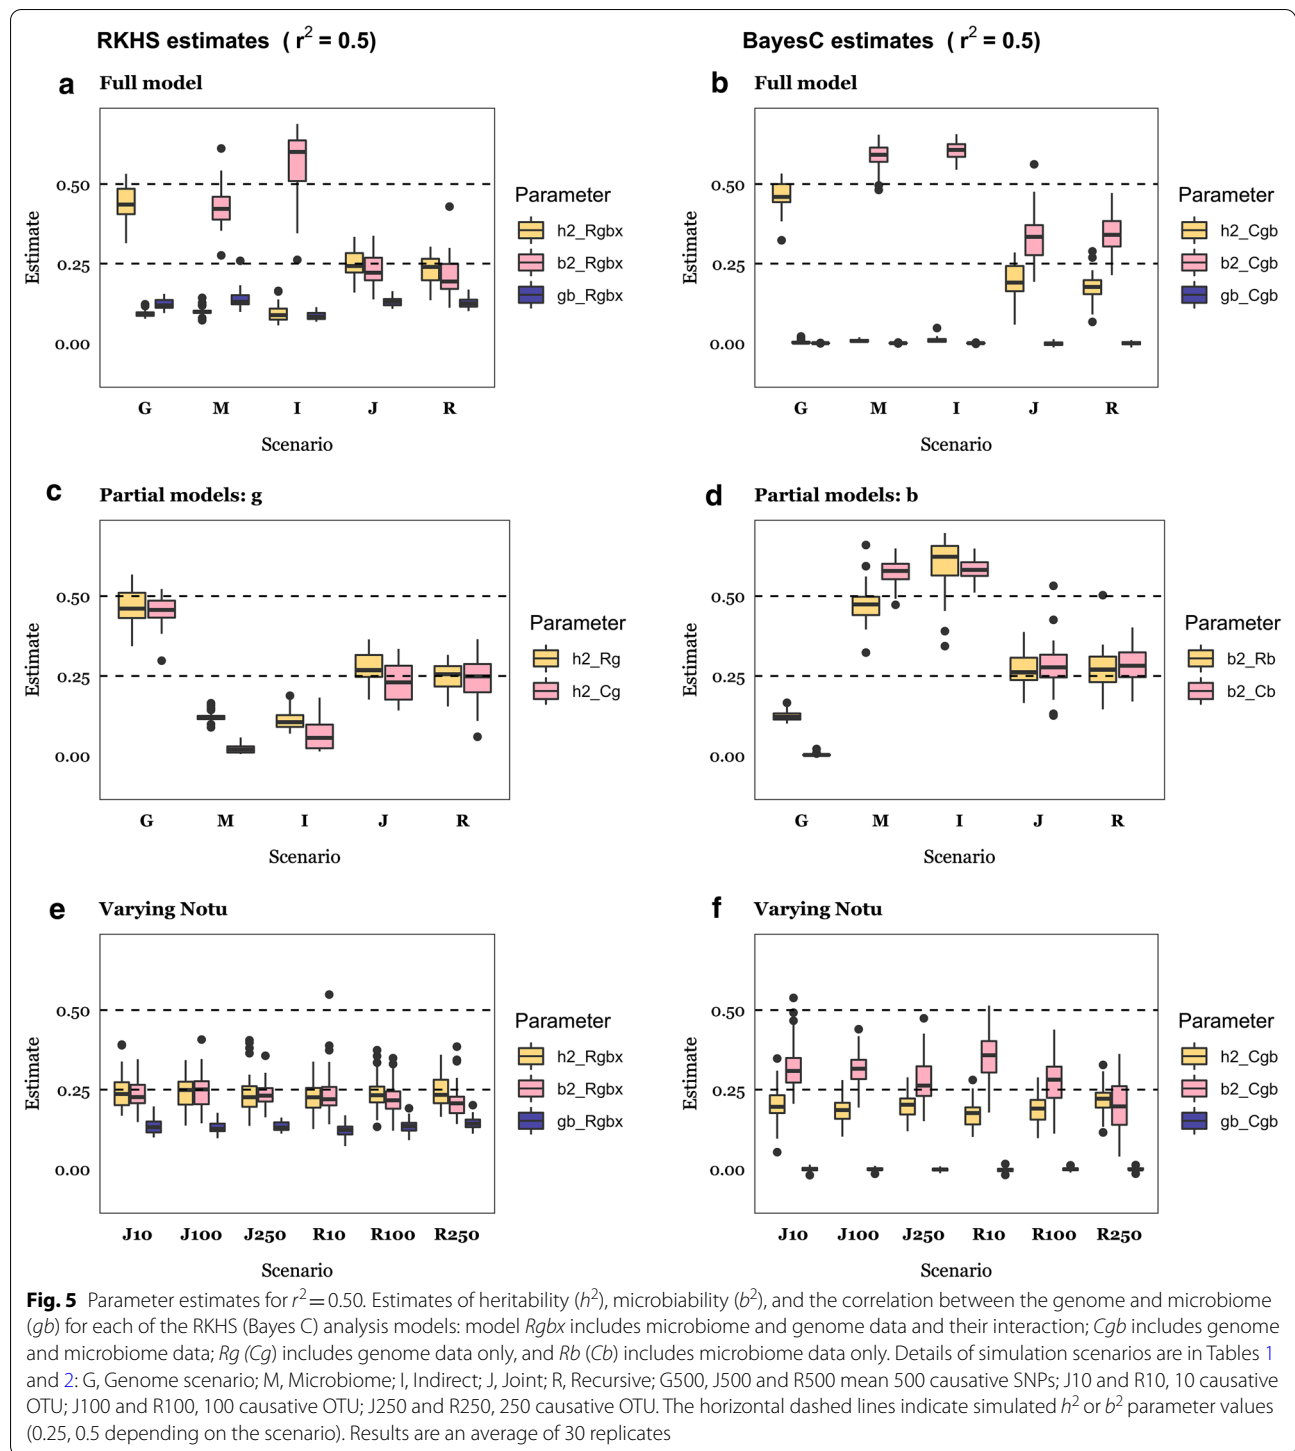 RKHS estimates ( r² = 0.5)
BayesC estimates ( r² = 0.5)
a Full model
0.50
0.25
0.00
Estimate
G M I J R
Scenario
Parameter
h2_Rgbx
b2_Rgbx
gb_Rgbx
b Full model
0.50
0.25
0.00
Estimate
G M I J R
Scenario
Parameter
h2_Cgb
b2_Cgb
gb_Cgb
c Partial models: g
0.50
0.25
0.00
Estimate
G M I J R
Scenario
Parameter
h2_Rg
h2_Cg
d Partial models: b
0.50
0.25
0.00
Estimate
G M I J R
Scenario
Parameter
b2_Rb
b2_Cb
e Varying Notu
0.50
0.25
0.00
Estimate
J10 J100 J250 R10 R100 R250
Scenario
Parameter
h2_Rgbx
b2_Rgbx
gb_Rgbx
f Varying Notu
0.50
0.25
0.00
Estimate
J10 J100 J250 R10 R100 R250
Scenario
Parameter
h2_Cgb
b2_Cgb
gb_Cgb
Fig. 5 Parameter estimates for r² = 0.50. Estimates of heritability (h²), microbiability (b²), and the correlation between the genome and microbiome
(gb) for each of the RKHS (Bayes C) analysis models: model Rgbx includes microbiome and genome data and their interaction; Cgb includes genome
and microbiome data; Rg (Cg) includes genome data only, and Rb (Cb) includes microbiome data only. Details of simulation scenarios are in Tables 1
and 2: G, Genome scenario; M, Microbiome; I, Indirect; J, Joint; R, Recursive; G500, J500 and R500 mean 500 causative SNPs; J10 and R10, 10 causative
OTU; J100 and R100, 100 causative OTU; J250 and R250, 250 causative OTU. The horizontal dashed lines indicate simulated h² or b² parameter values
(0.25, 0.5 depending on the scenario). Results are an average of 30 replicates